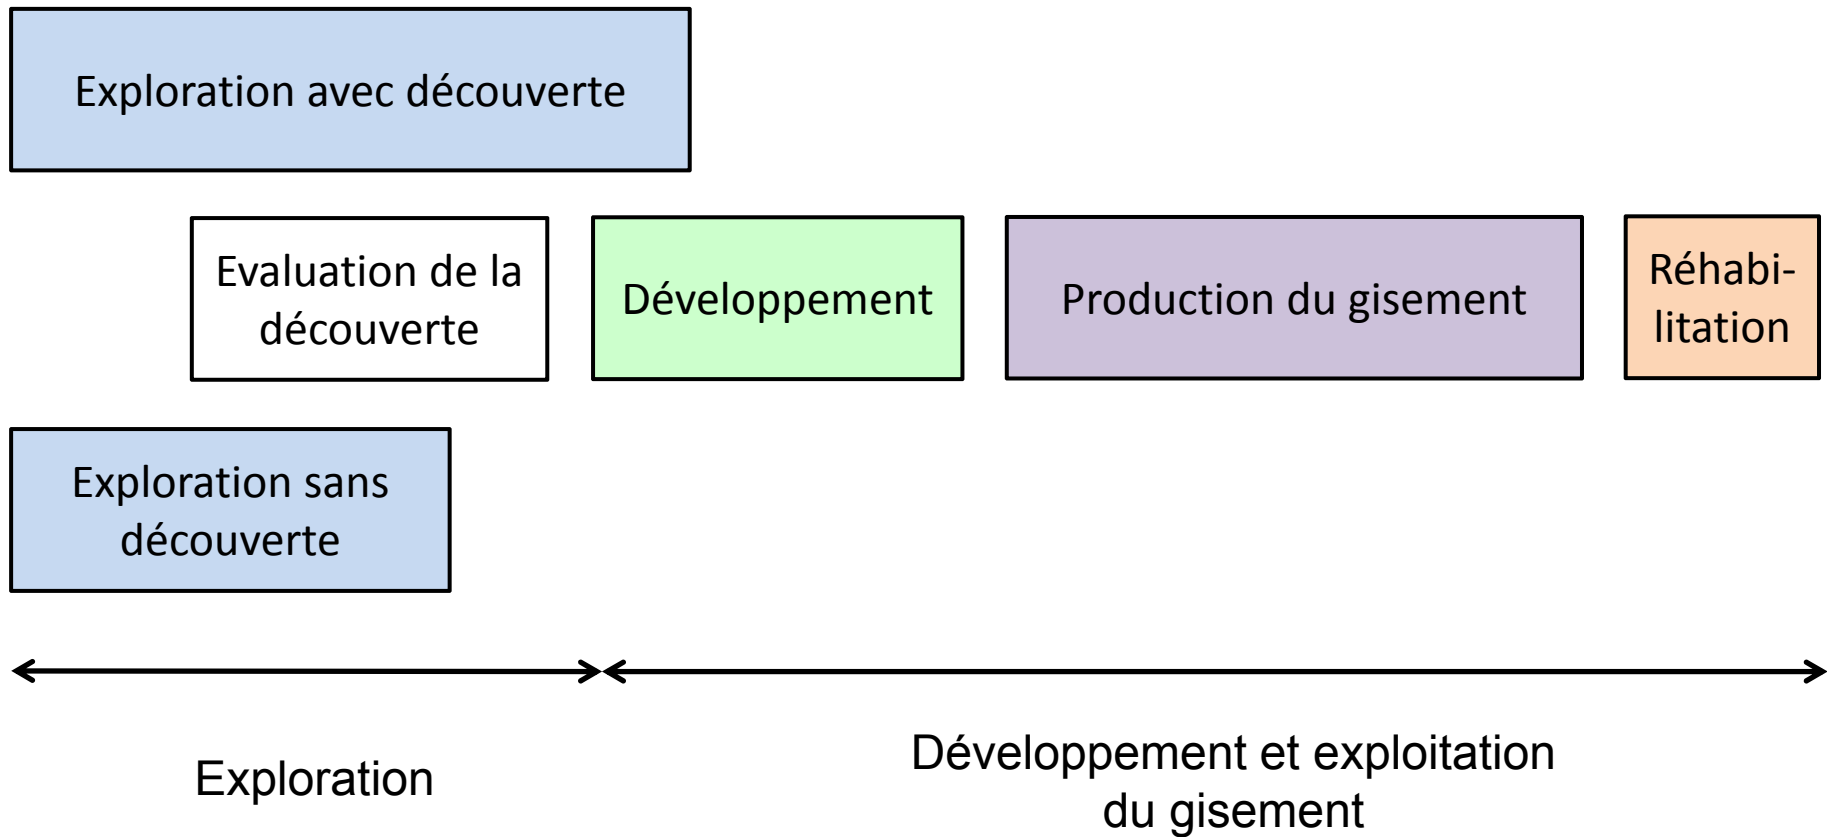 Exploration avec découverte
Evaluation de la
découverte
Développement
Production du gisement
Réhabi-
litation
Exploration sans
découverte
Exploration
Développement et exploitation
du gisement